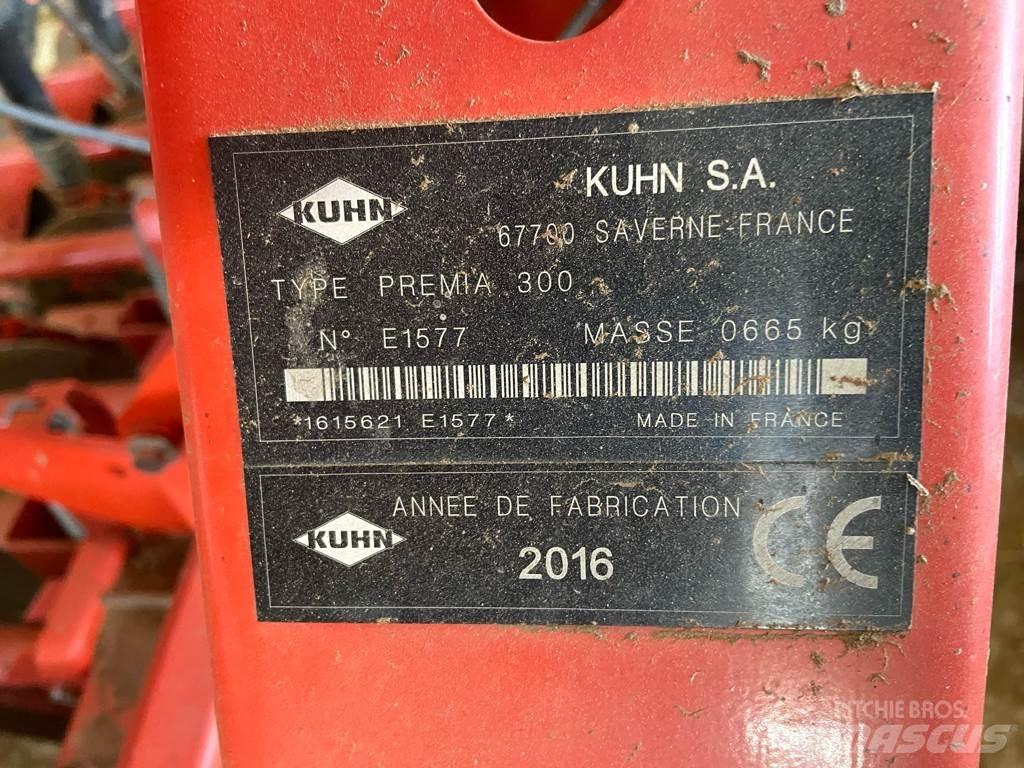 KUHN
KUHN S.A.
67700 SAVERNE-FRANCE
TYPE PREMIA 300
N° E1577 MASSE 0665 kg
*1615621 E1577* MADE IN FRANCE
KUHN
ANNEE DE FABRICATION
2016
CE
RITCHIE BROS.
MASCUS